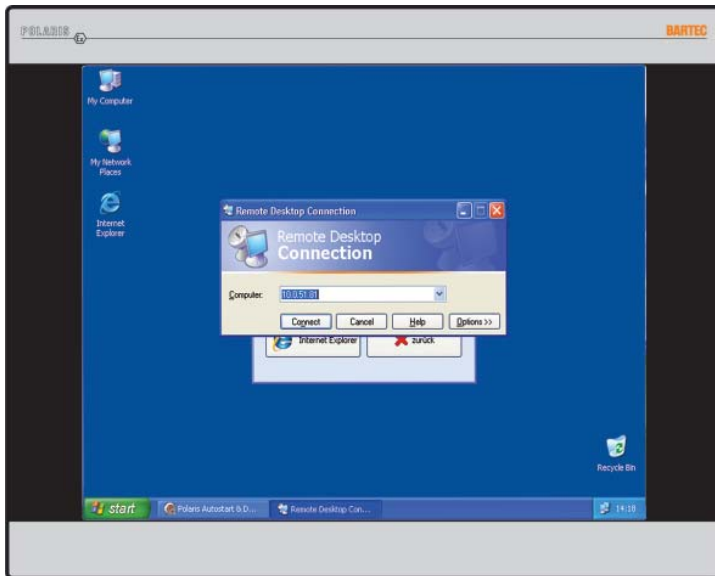 POLARIS
BARTEC
My Computer
My Network
Places
Internet
Explorer
Remote Desktop Connection
Remote Desktop
Connection
Computer: 10.0.51.81
Connect Cancel Help Options >>
Internet Explorer zurück
Recycle Bin
start Polaris Autostart & D... Remote Desktop Con... 14:10